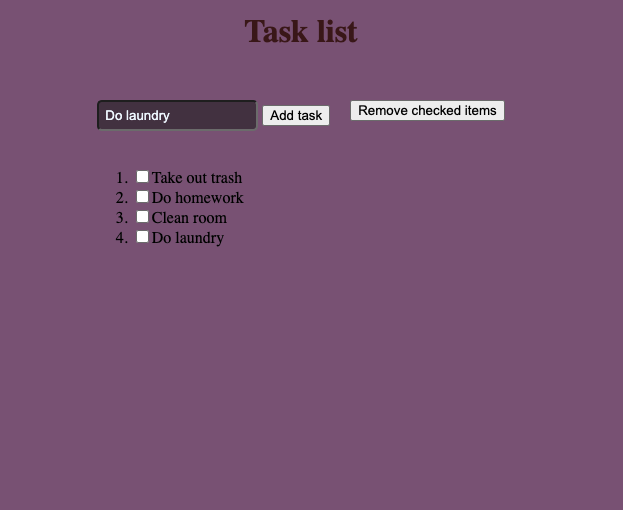 Task list
Do laundry Add task Remove checked items
1. Take out trash
2. Do homework
3. Clean room
4. Do laundry